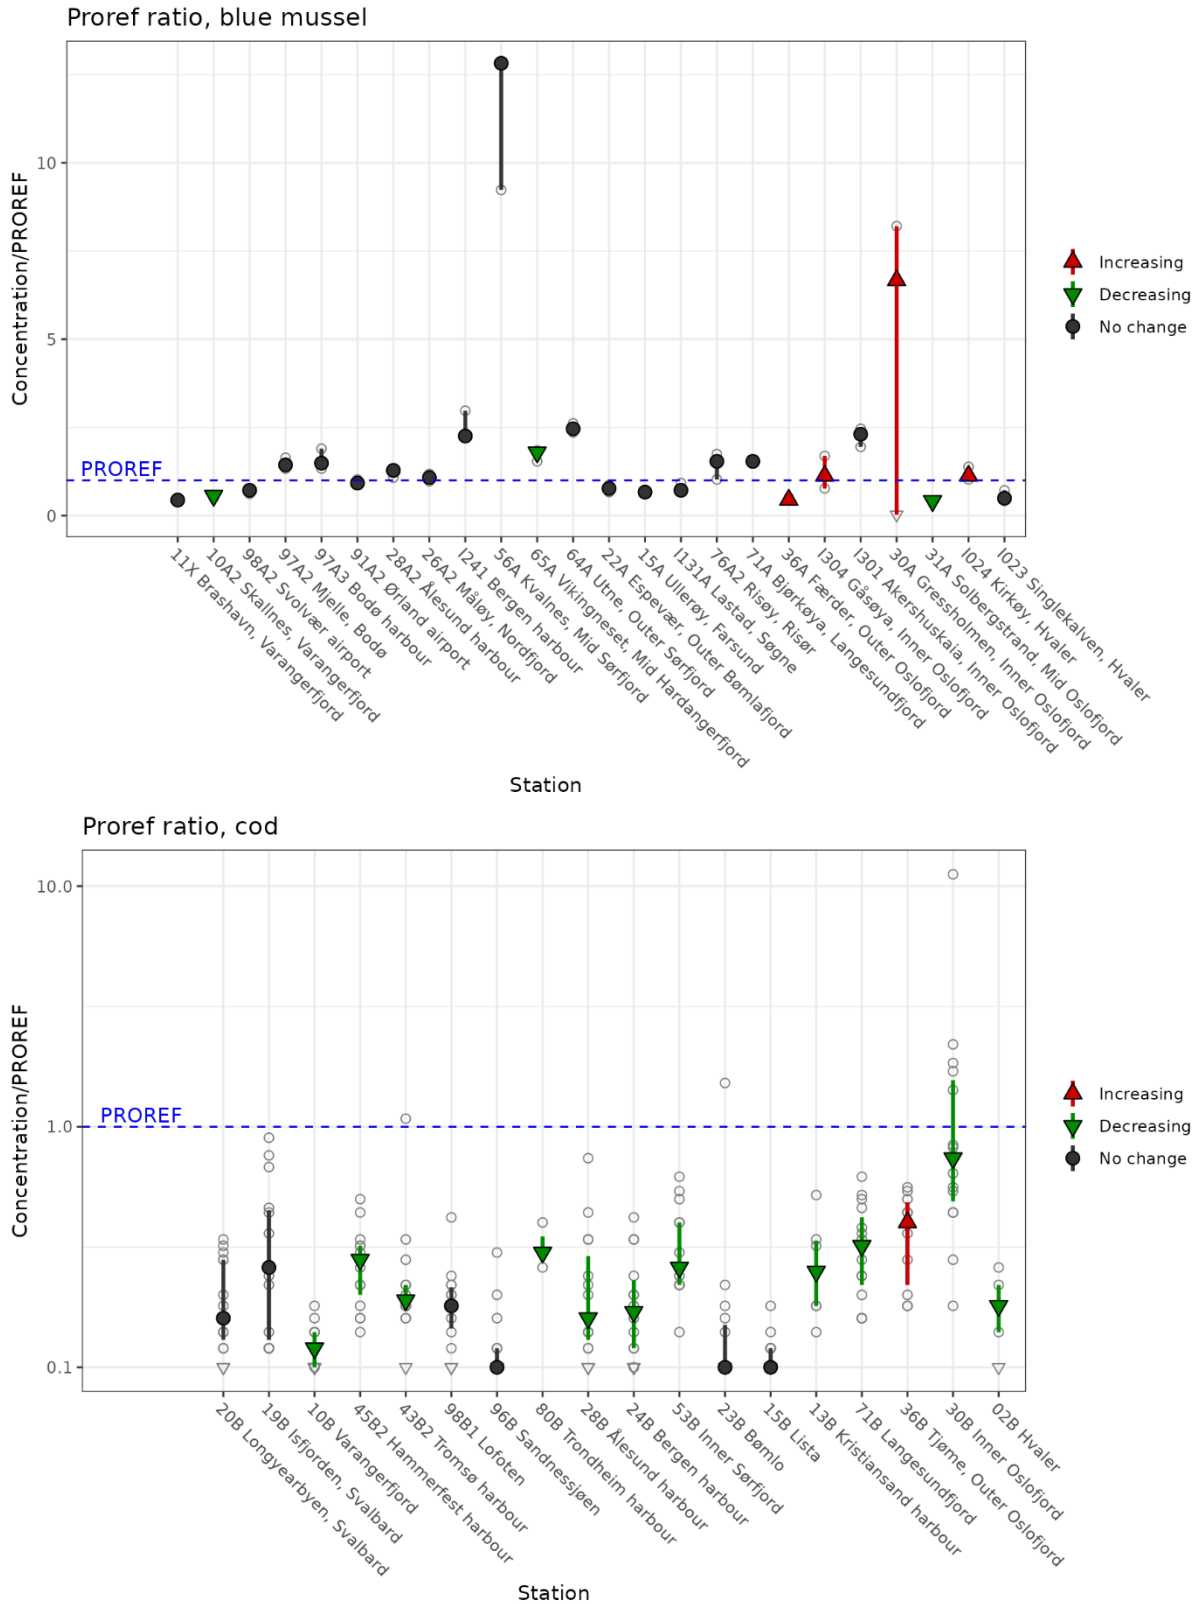 Proref ratio, blue mussel
Concentration/PROREF
10
5
0
PROREF
Increasing
Decreasing
No change
11X Brashavn, Varangerfjord
10A2 Skallnes, Varangerfjord
98A2 Svolvær airport
97A2 Mjelle, Bodø
97A3 Bodø harbour
91A2 Ørland airport
28A2 Ålesund harbour
26A2 Måløy, Nordfjord
I241 Bergen harbour
56A Kvalnes, Mid Sørfjord
65A Vikingneset, Mid Hardangerfjord
64A Utne, Outer Sørfjord
22A Espevær, Outer Bømlafjord
15A Ullerøy, Farsund
I131A Lastad, Søgne
76A2 Risøy, Risør
71A Bjørkøya, Langesundfjord
36A Færder, Outer Oslofjord
I304 Gåsøya, Inner Oslofjord
I301 Akershuskaia, Inner Oslofjord
30A Gressholmen, Inner Oslofjord
31A Solbergstrand, Mid Oslofjord
I024 Kirkøy, Hvaler
I023 Singlekalven, Hvaler
Station
Proref ratio, cod
Concentration/PROREF
10.0
1.0
0.1
PROREF
Increasing
Decreasing
No change
20B Longyearbyen, Svalbard
19B Isfjorden, Svalbard
10B Varangerfjord
45B2 Hammerfest harbour
43B2 Tromsø harbour
98B1 Lofoten
96B Sandnessjøen
80B Trondheim harbour
28B Ålesund harbour
24B Bergen harbour
53B Inner Sørfjord
23B Bømlo
15B Lista
13B Kristiansand harbour
71B Langesundfjord
36B Tjøme, Outer Oslofjord
30B Inner Oslofjord
02B Hvaler
Station